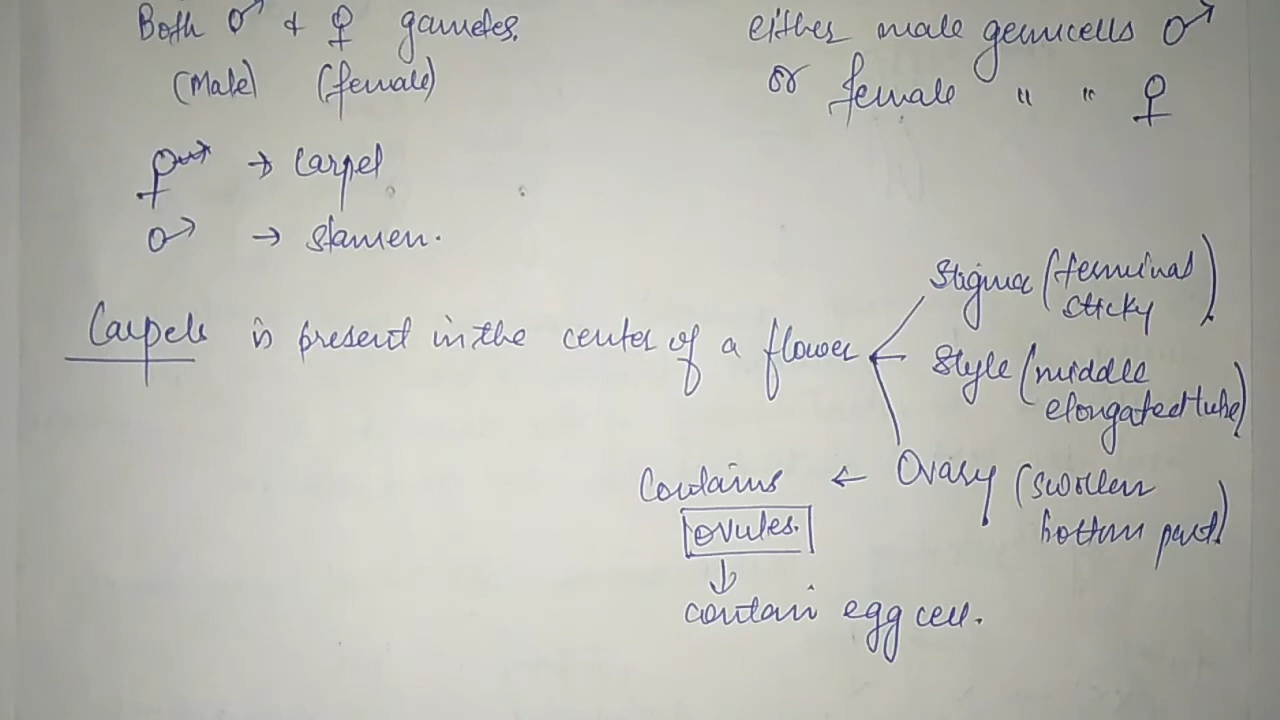 Both ♂ & ♀ gametes.
(Male) (female)
either male germcells ♂
or female " " ♀
♀ → Carpel
♂ → stamen.
Carpels is present in the center of a flower
Stigma (terminal
sticky)
Style (middle
elongated tube)
Ovary (swollen
bottom part)
Contains ←
ovules.
↓
contain egg cell.